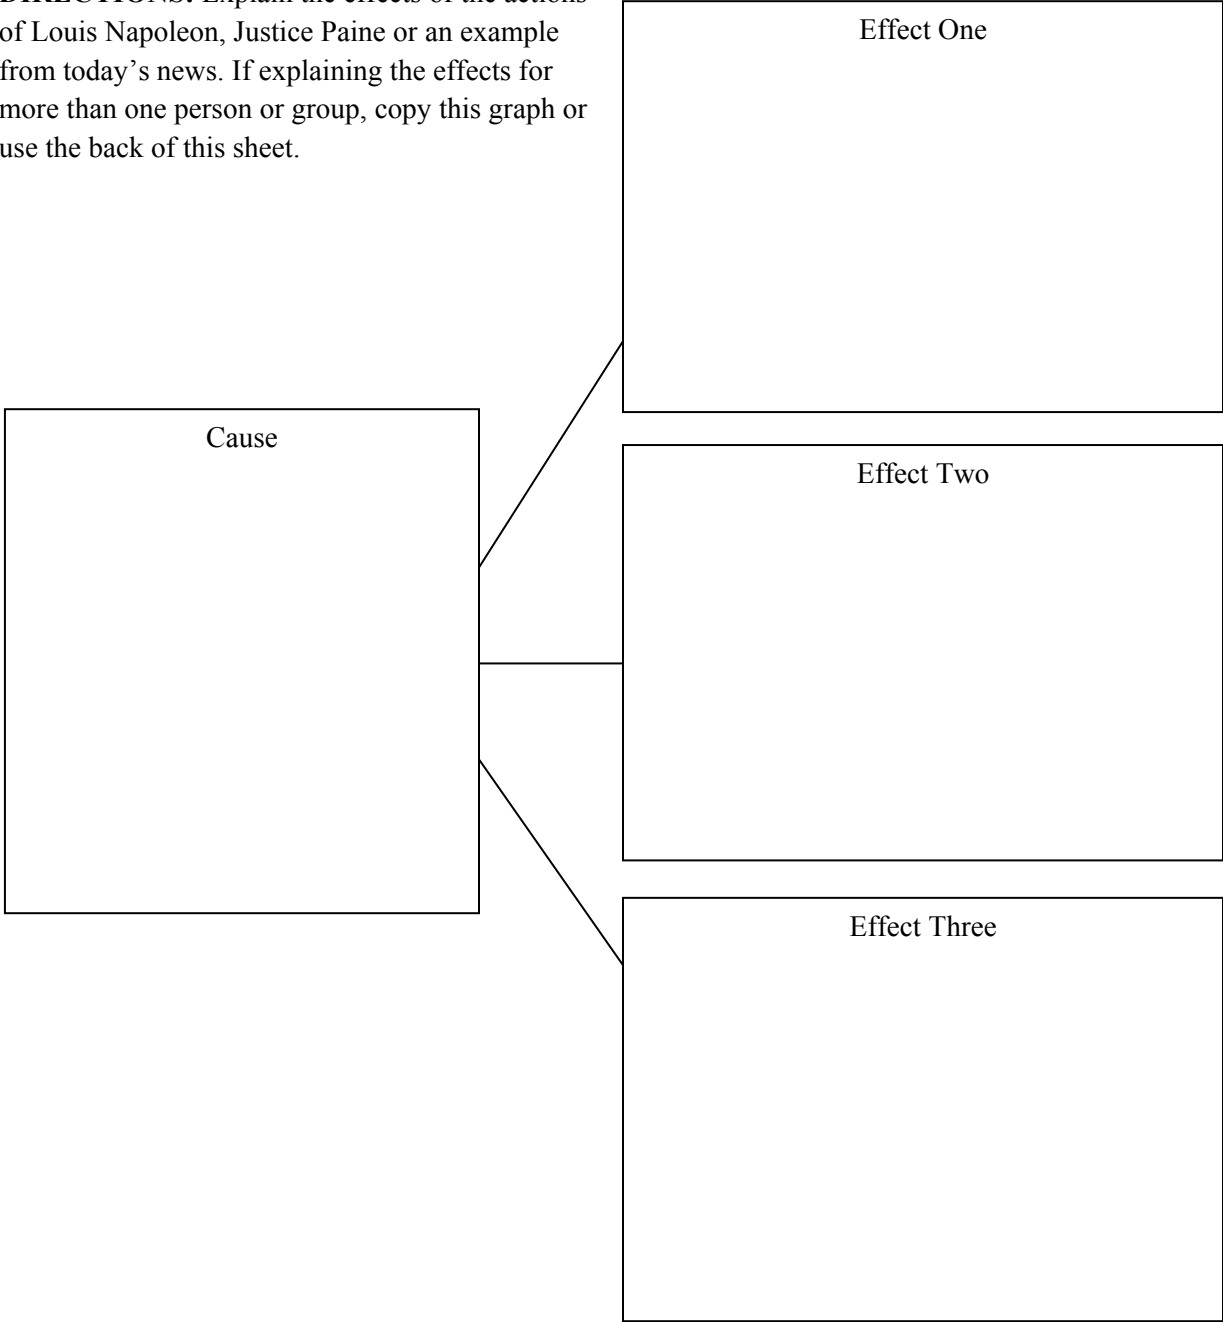 DIRECTIONS: Explain the effects of the actions
of Louis Napoleon, Justice Paine or an example
from today’s news. If explaining the effects for
more than one person or group, copy this graph or
use the back of this sheet.
Effect One
Cause
Effect Two
Effect Three